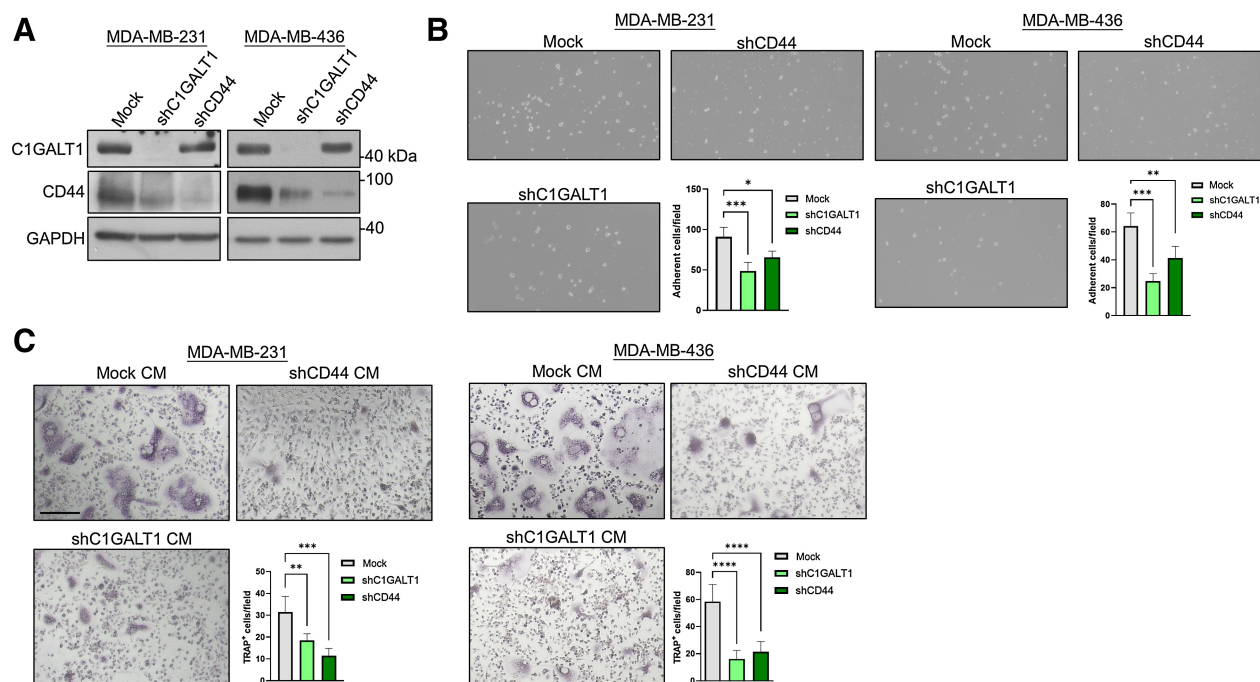 A
MDA-MB-231
MDA-MB-436
Mock
shC1GALT1
shCD44
Mock
shC1GALT1
shCD44
C1GALT1
40 kDa
CD44
100
GAPDH
40
B
MDA-MB-231
Mock
shCD44
shC1GALT1
Adherent cells/field
150
100
50
0
***
*
Mock
shC1GALT1
shCD44
MDA-MB-436
Mock
shCD44
shC1GALT1
Adherent cells/field
80
60
40
20
0
***
**
Mock
shC1GALT1
shCD44
C
MDA-MB-231
Mock CM
shCD44 CM
shC1GALT1 CM
TRAP⁺ cells/field
50
40
30
20
10
0
**
***
Mock
shC1GALT1
shCD44
MDA-MB-436
Mock CM
shCD44 CM
shC1GALT1 CM
TRAP⁺ cells/field
80
60
40
20
0
****
****
Mock
shC1GALT1
shCD44